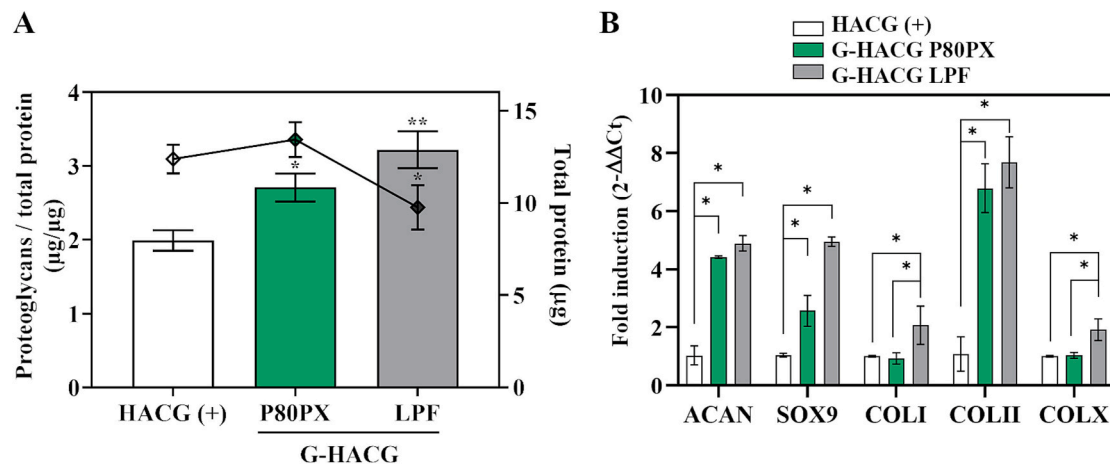 A
Proteoglycans / total protein
(µg/µg)
4
3
2
1
0
**
*
*
15
10
5
0
Total protein (µg)
HACG (+)
P80PX
LPF
G-HACG
B
HACG (+)
G-HACG P80PX
G-HACG LPF
Fold induction (2-ΔΔCt)
10
8
6
4
2
0
*
*
*
*
*
*
*
*
*
*
ACAN
SOX9
COLI
COLII
COLX